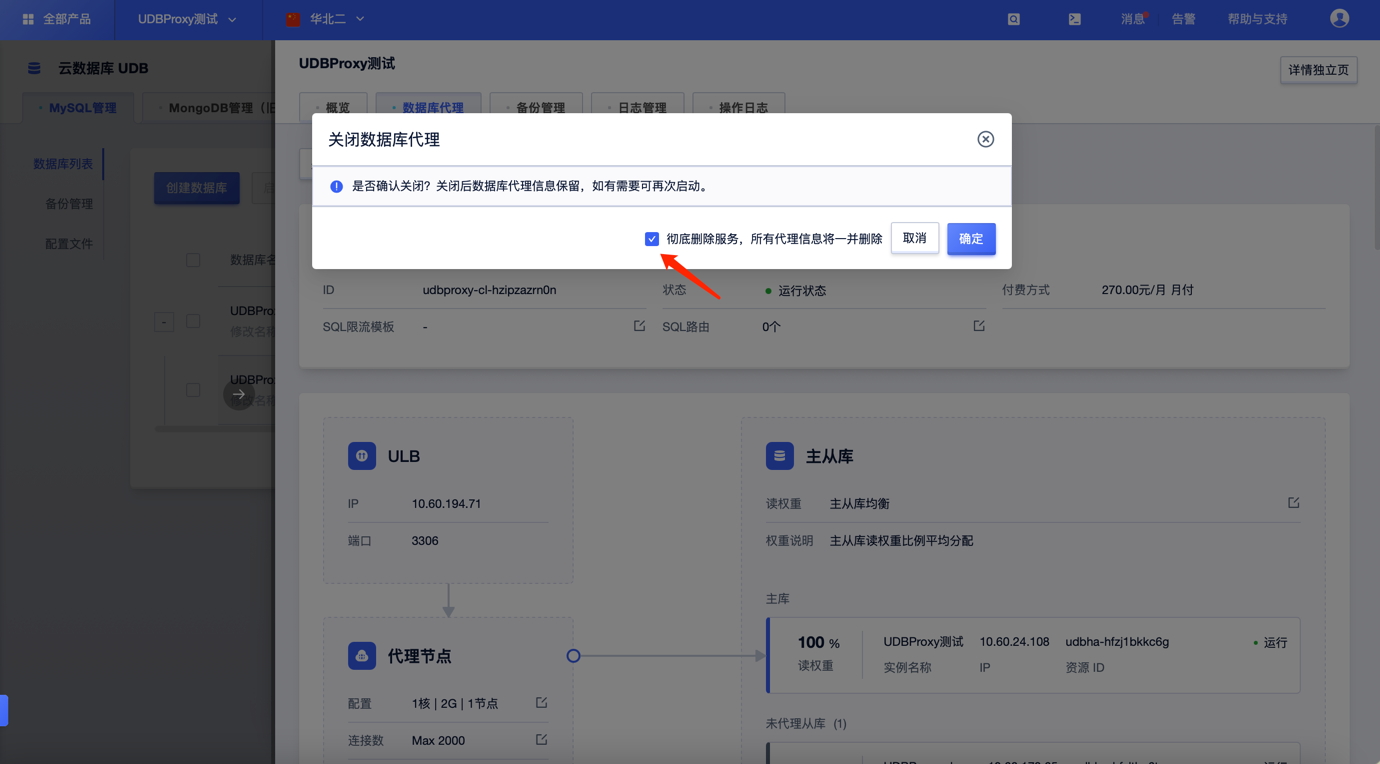 全部产品 UDBProxy测试 华北二 消息 告警 帮助与支持
云数据库 UDB
MySQL管理 MongoDB管理（旧
数据库列表
备份管理
配置文件
创建数据库
数据库名
UDBPro
修改名称
UDBPro
修改名称
UDBProxy测试
详情独立页
概览 数据库代理 备份管理 日志管理 操作日志
关闭数据库代理
是否确认关闭？关闭后数据库代理信息保留，如有需要可再次启动。
彻底删除服务，所有代理信息将一并删除 取消 确定
ID udbproxy-cl-hzipzazrn0n 状态 运行状态 付费方式 270.00元/月 月付
SQL限流模板 - SQL路由 0个
ULB
IP 10.60.194.71
端口 3306
代理节点
配置 1核 | 2G | 1节点
连接数 Max 2000
主从库
读权重 主从库均衡
权重说明 主从库读权重比例平均分配
主库
100 % UDBProxy测试 10.60.24.108 udbha-hfzj1bkkc6g 运行
读权重 实例名称 IP 资源 ID
未代理从库 (1)